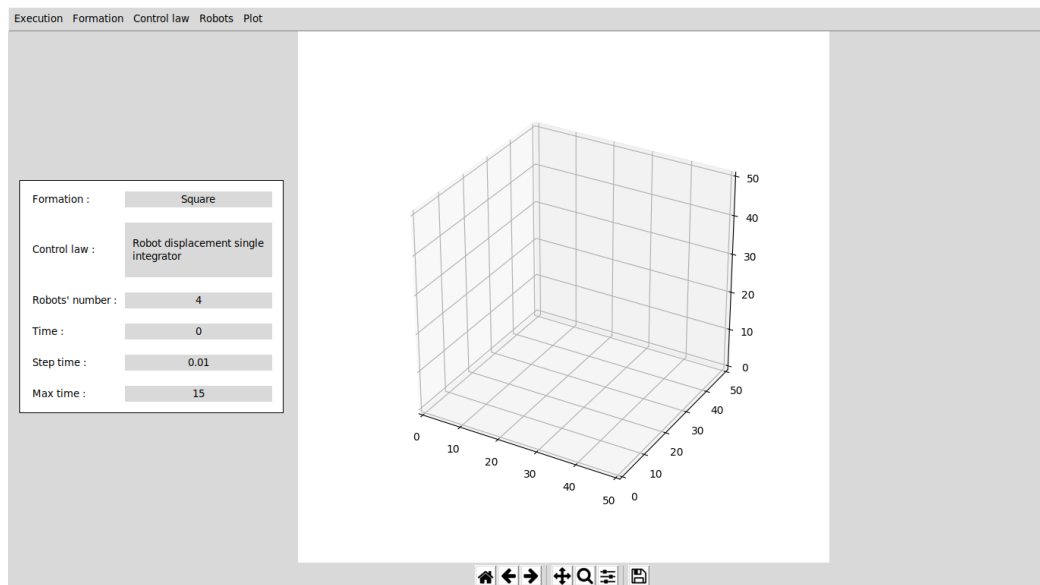 Execution Formation Control law Robots Plot
Formation : Square
Control law : Robot displacement single
integrator
Robots' number : 4
Time : 0
Step time : 0.01
Max time : 15
50
40
30
20
10
0
50
40
30
20
10
0
0
10
20
30
40
50